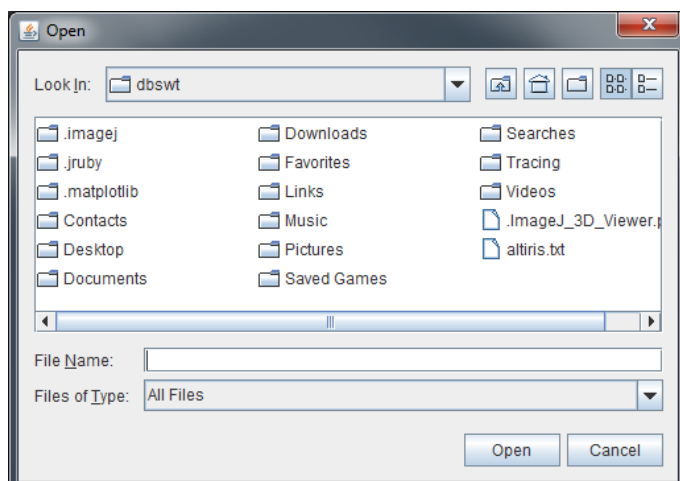 Open
Look In: dbswt
.imagej Downloads Searches
.jruby Favorites Tracing
.matplotlib Links Videos
Contacts Music .ImageJ_3D_Viewer.p
Desktop Pictures altiris.txt
Documents Saved Games
File Name:
Files of Type: All Files
Open Cancel